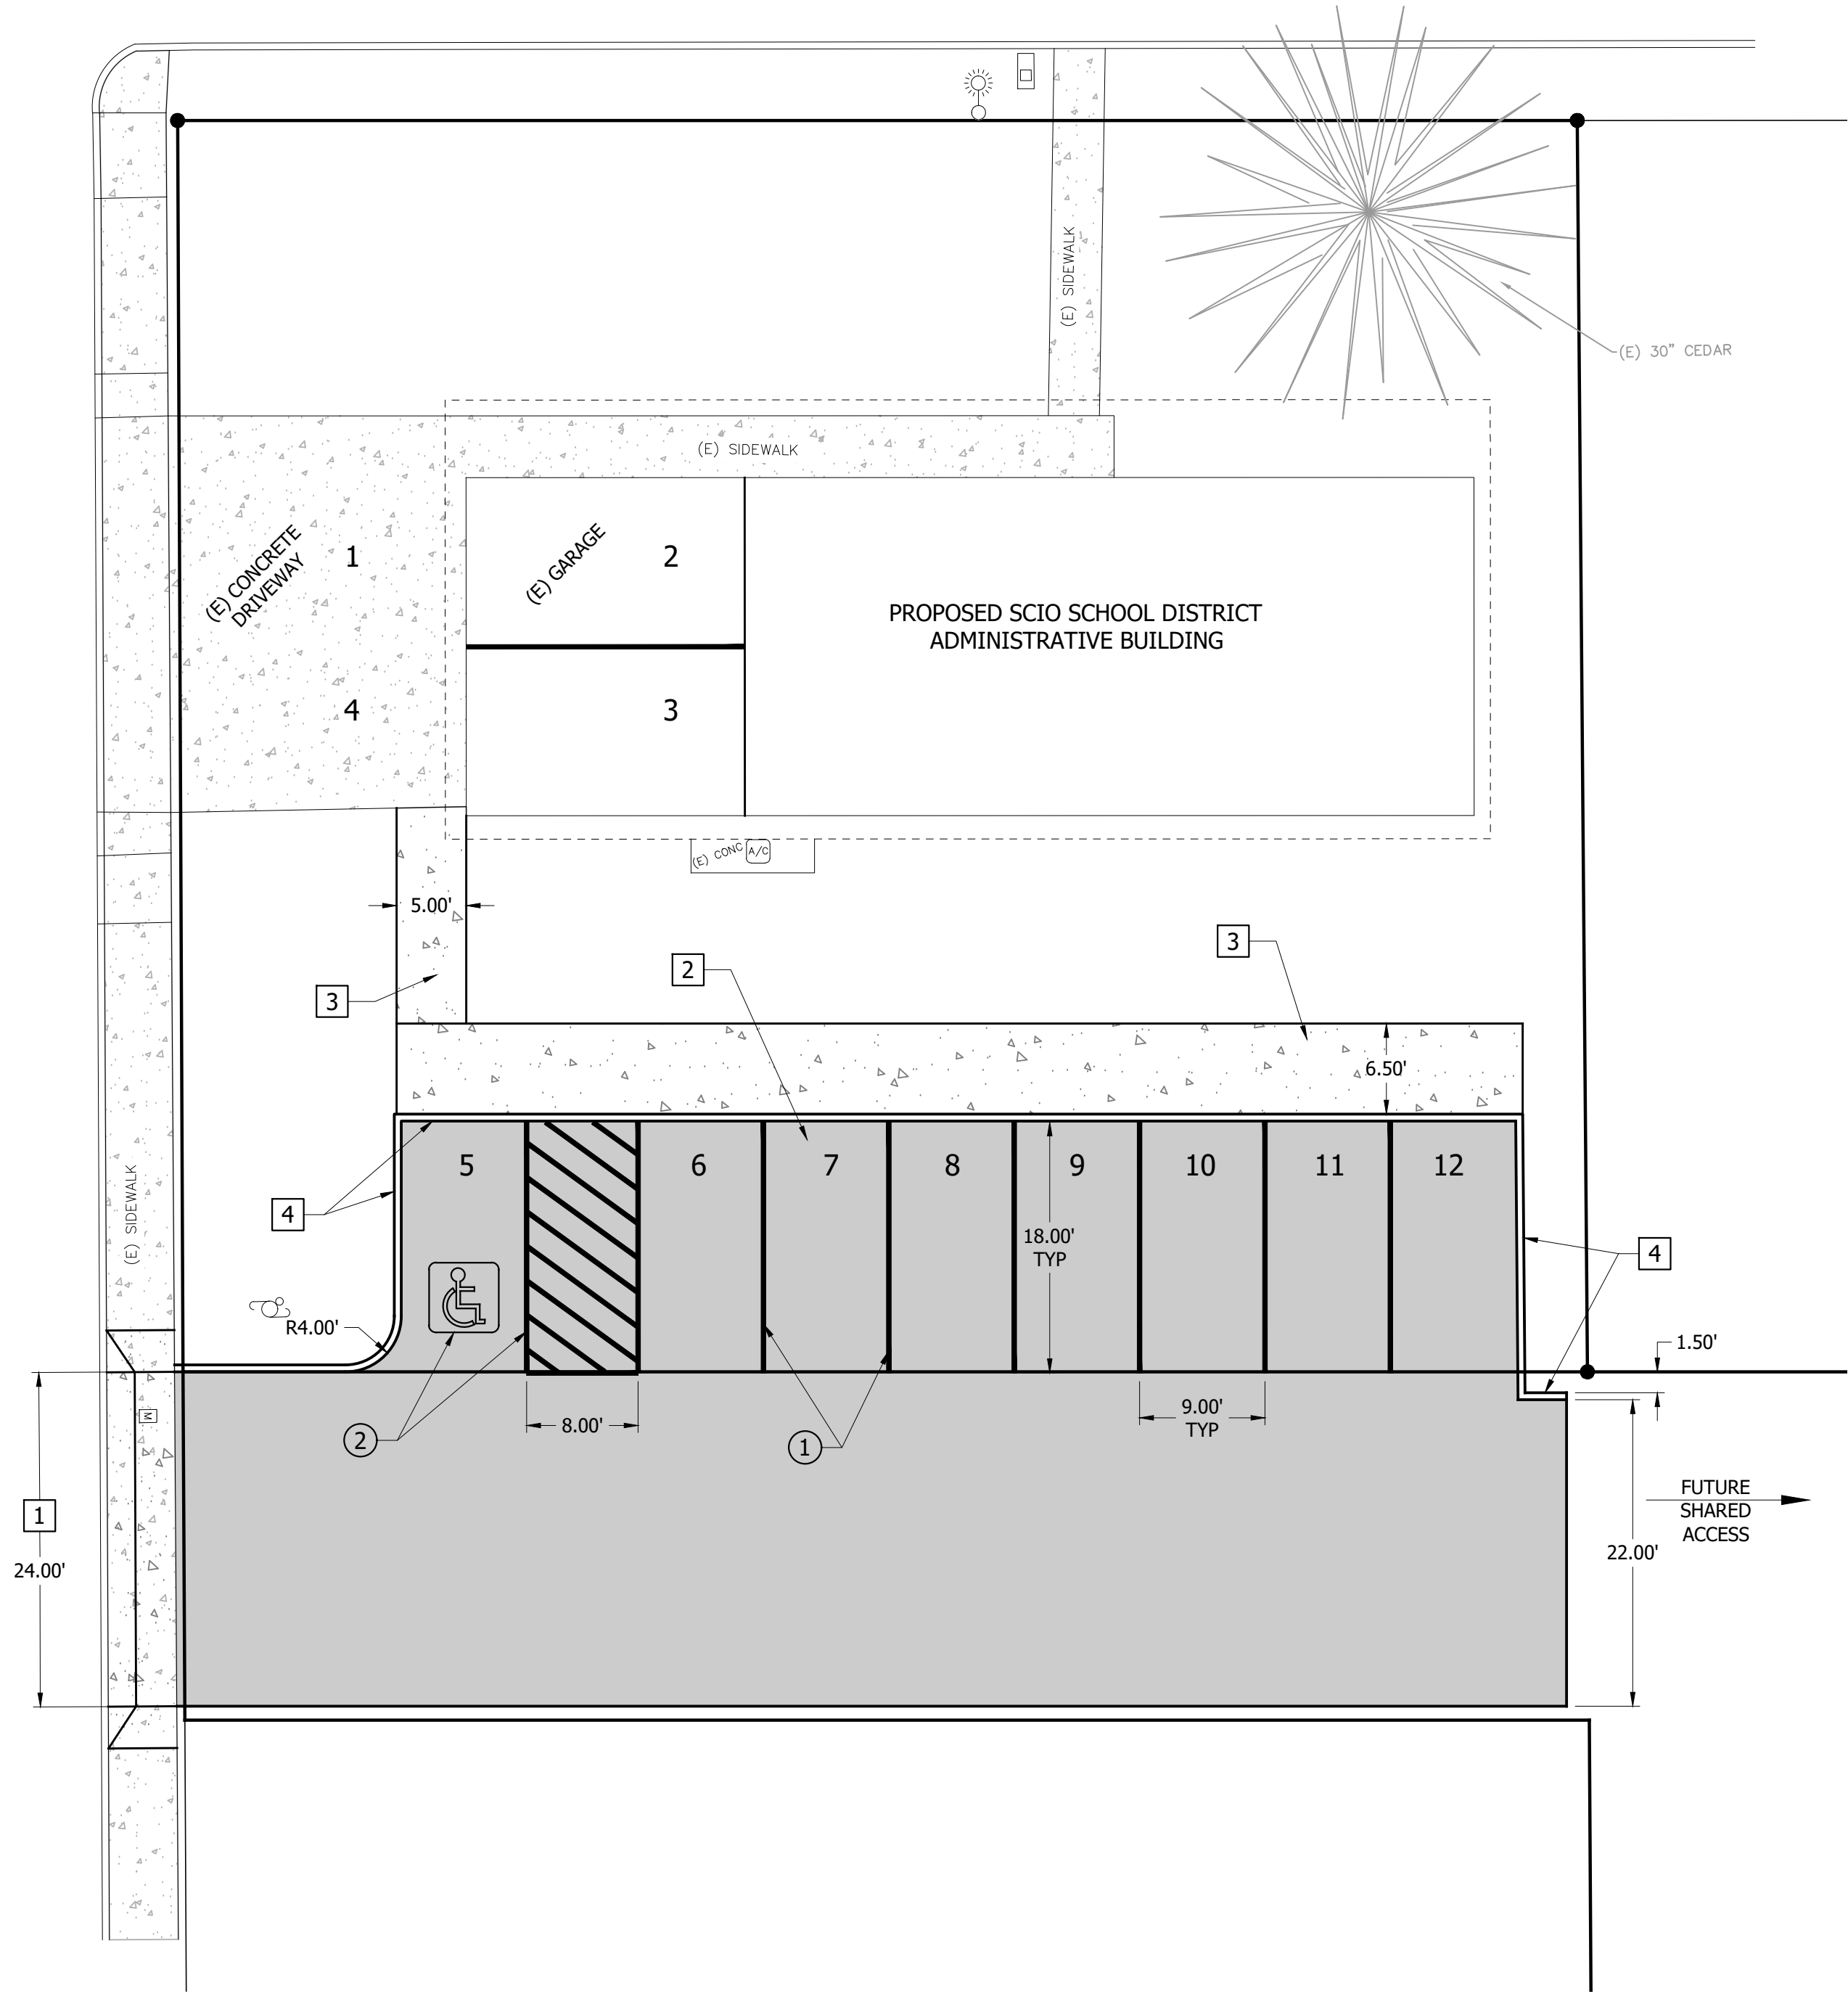 (E) SIDEWALK
(E) 30" CEDAR
(E) SIDEWALK
(E) CONCRETE
DRIVEWAY
1
(E) GARAGE
2
PROPOSED SCIO SCHOOL DISTRICT
ADMINISTRATIVE BUILDING
4
3
(E) CONC
A/C
5.00'
3
2
3
6.50'
(E) SIDEWALK
5
6
7
8
9
10
11
12
4
18.00'
TYP
4
R4.00'
1.50'
M
2
8.00'
1
9.00'
TYP
1
24.00'
FUTURE
SHARED
ACCESS
22.00'